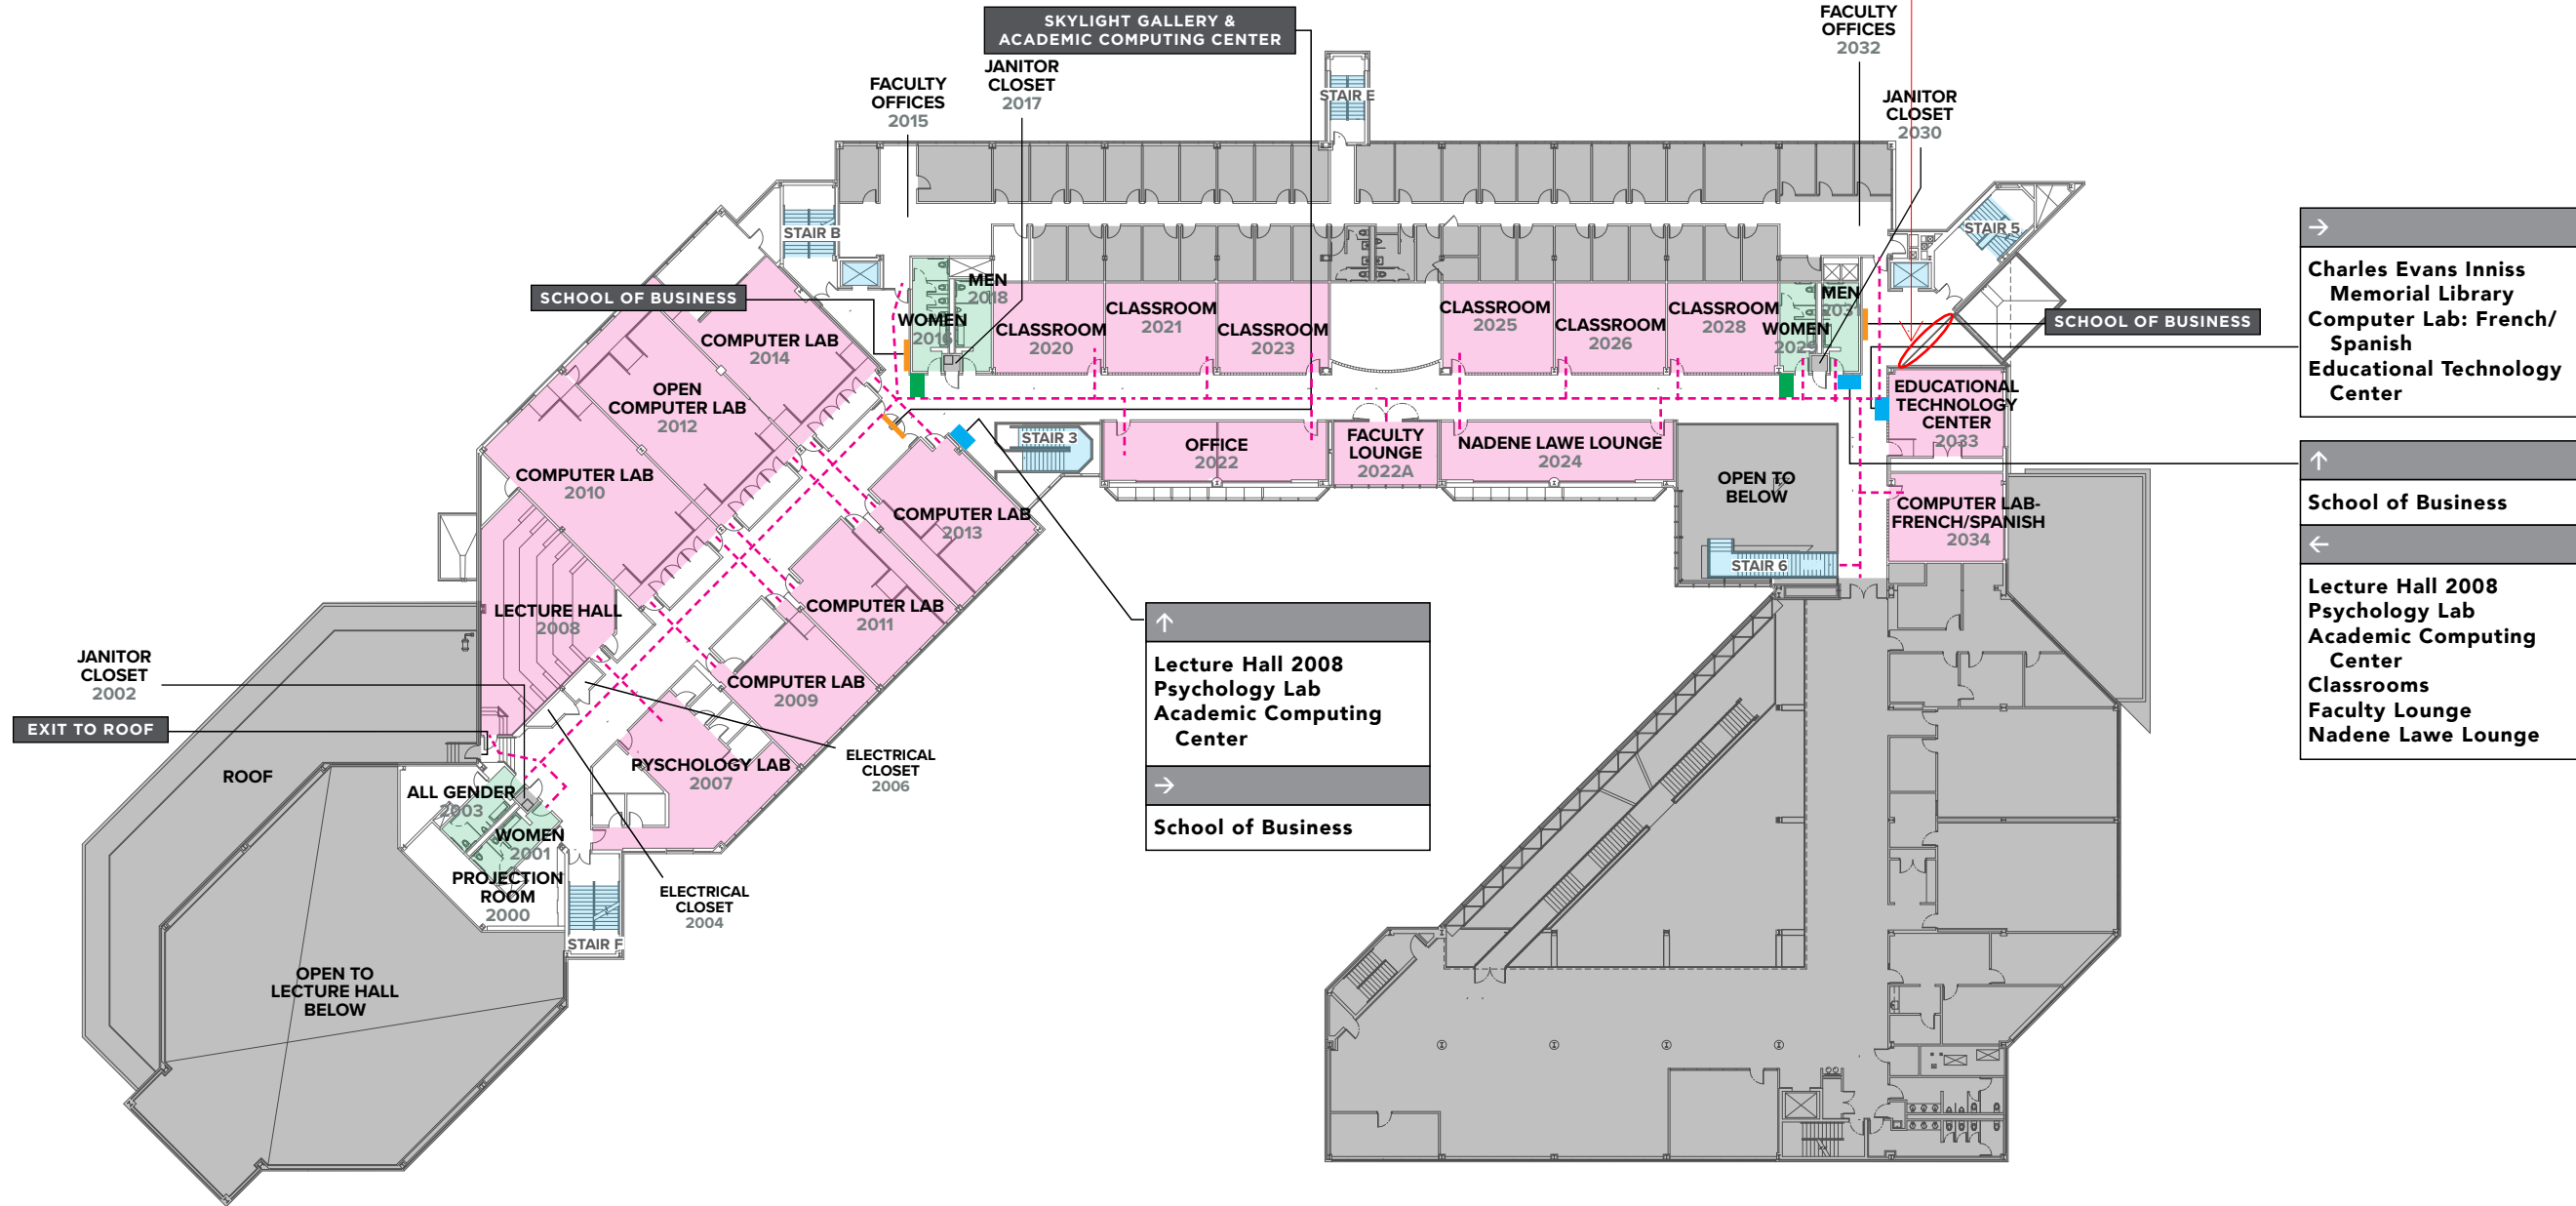 SKYLIGHT GALLERY &
ACADEMIC COMPUTING CENTER
FACULTY
OFFICES
2032
JANITOR
CLOSET
2017
FACULTY
OFFICES
2015
STAIR E
JANITOR
CLOSET
2030
STAIR B
STAIR 5
SCHOOL OF BUSINESS
MEN
2018
WOMEN
2016
CLASSROOM
2020
CLASSROOM
2021
CLASSROOM
2023
CLASSROOM
2025
CLASSROOM
2026
CLASSROOM
2028
WOMEN
2029
MEN
2031
SCHOOL OF BUSINESS
→
Charles Evans Inniss
Memorial Library
Computer Lab: French/
Spanish
Educational Technology
Center
↑
School of Business
←
Lecture Hall 2008
Psychology Lab
Academic Computing
Center
Classrooms
Faculty Lounge
Nadene Lawe Lounge
COMPUTER LAB
2014
OPEN
COMPUTER LAB
2012
COMPUTER LAB
2010
STAIR 3
OFFICE
2022
FACULTY
LOUNGE
2022A
NADENE LAWE LOUNGE
2024
OPEN TO
BELOW
STAIR 6
EDUCATIONAL
TECHNOLOGY
CENTER
2033
COMPUTER LAB-
FRENCH/SPANISH
2034
COMPUTER LAB
2013
COMPUTER LAB
2011
LECTURE HALL
2008
COMPUTER LAB
2009
↑
Lecture Hall 2008
Psychology Lab
Academic Computing
Center
→
School of Business
JANITOR
CLOSET
2002
EXIT TO ROOF
ROOF
PYSCHOLOGY LAB
2007
ELECTRICAL
CLOSET
2006
ALL GENDER
2003
WOMEN
2001
PROJECTION
ROOM
2000
ELECTRICAL
CLOSET
2004
STAIR F
OPEN TO
LECTURE HALL
BELOW